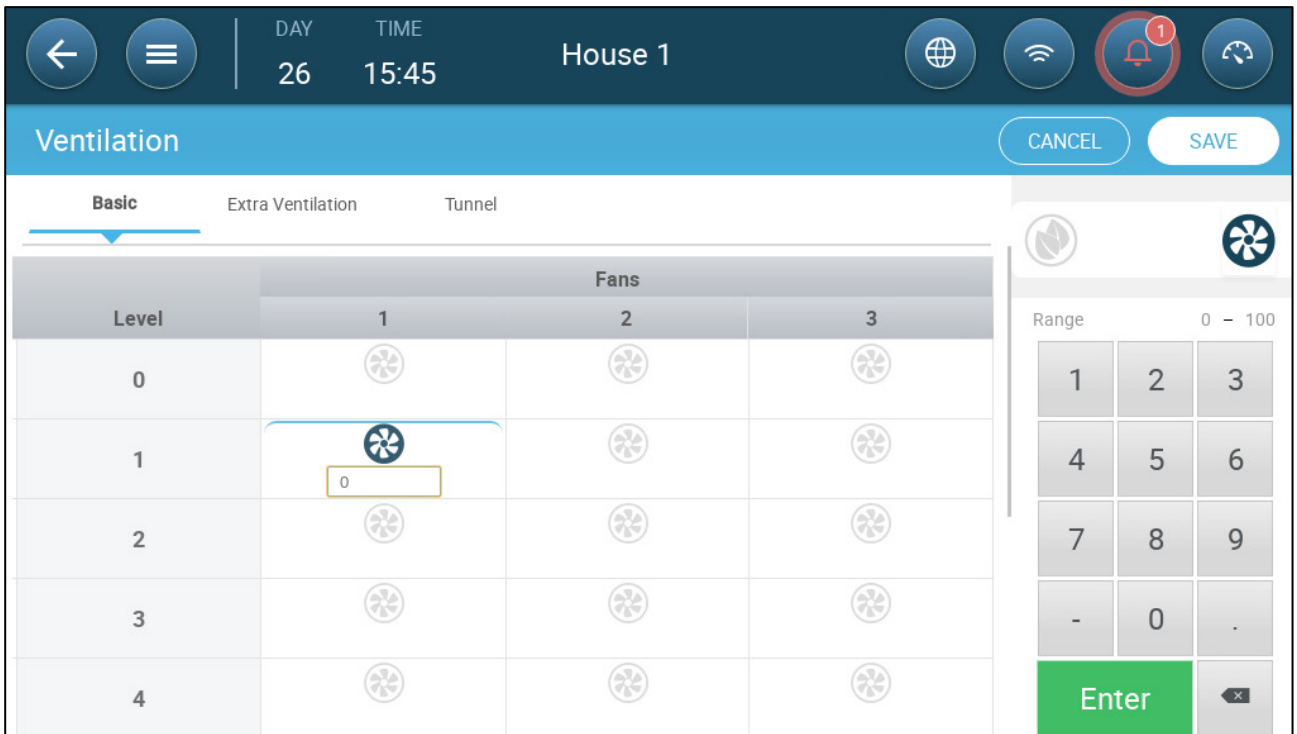 DAY TIME
26 15:45 House 1 1
Ventilation CANCEL SAVE
Basic Extra Ventilation Tunnel
Fans
Level 1 2 3
Range 0 – 100
0
1
0
2
3
4
1 2 3
4 5 6
7 8 9
- 0 .
Enter